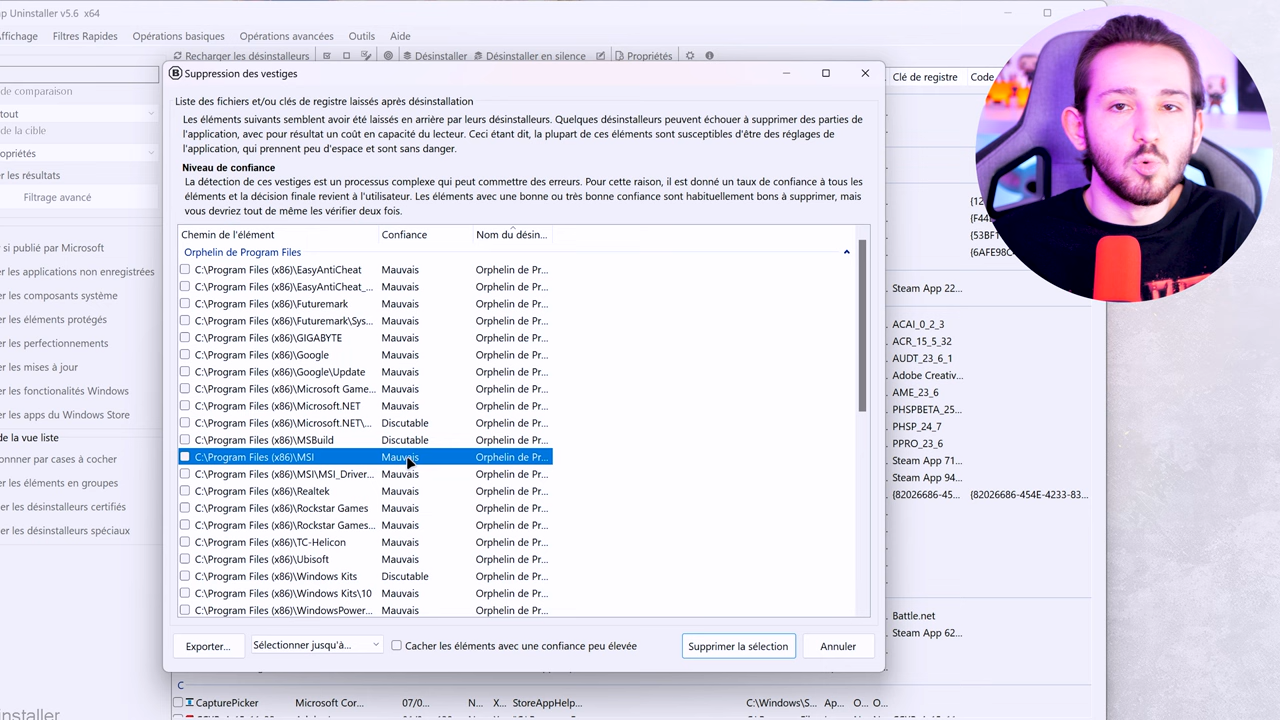 p Uninstaller v5.6 x64
ffichage Filtres Rapides Opérations basiques Opérations avancées Outils Aide
Recharger les désinstalleurs Désinstaller Désinstaller en silence Propriétés
de comparaison
tout
de la cible
opriétés
er les résultats
Filtrage avancé
si publié par Microsoft
er les applications non enregistrées
er les composants système
er les éléments protégés
er les perfectionnements
er les mises à jour
er les fonctionalités Windows
er les apps du Windows Store
de la vue liste
onner par cases à cocher
er les éléments en groupes
er les désinstalleurs certifiés
er les désinstalleurs spéciaux
staller
Suppression des vestiges
Liste des fichiers et/ou clés de registre laissés après désinstallation
Les éléments suivants semblent avoir été laissés en arrière par leurs désinstalleurs. Quelques désinstalleurs peuvent échouer à supprimer des parties de
l'application, avec pour résultat un coût en capacité du lecteur. Ceci étant dit, la plupart de ces éléments sont susceptibles d'être des réglages de
l'application, qui prennent peu d'espace et sont sans danger.
Niveau de confiance
La détection de ces vestiges est un processus complexe qui peut commettre des erreurs. Pour cette raison, il est donné un taux de confiance à tous les
éléments et la décision finale revient à l'utilisateur. Les éléments avec une bonne ou très bonne confiance sont habituellement bons à supprimer, mais
vous devriez tout de même les vérifier deux fois.
Chemin de l'élément Confiance Nom du désin...
Orphelin de Program Files
C:\Program Files (x86)\EasyAntiCheat Mauvais Orphelin de Pr...
C:\Program Files (x86)\EasyAntiCheat_... Mauvais Orphelin de Pr...
C:\Program Files (x86)\Futuremark Mauvais Orphelin de Pr...
C:\Program Files (x86)\Futuremark\Sys... Mauvais Orphelin de Pr...
C:\Program Files (x86)\GIGABYTE Mauvais Orphelin de Pr...
C:\Program Files (x86)\Google Mauvais Orphelin de Pr...
C:\Program Files (x86)\Google\Update Mauvais Orphelin de Pr...
C:\Program Files (x86)\Microsoft Game... Mauvais Orphelin de Pr...
C:\Program Files (x86)\Microsoft.NET Mauvais Orphelin de Pr...
C:\Program Files (x86)\Microsoft.NET\... Discutable Orphelin de Pr...
C:\Program Files (x86)\MSBuild Discutable Orphelin de Pr...
C:\Program Files (x86)\MSI Mauvais Orphelin de Pr...
C:\Program Files (x86)\MSI\MSI_Driver... Mauvais Orphelin de Pr...
C:\Program Files (x86)\Realtek Mauvais Orphelin de Pr...
C:\Program Files (x86)\Rockstar Games Mauvais Orphelin de Pr...
C:\Program Files (x86)\Rockstar Games... Mauvais Orphelin de Pr...
C:\Program Files (x86)\TC-Helicon Mauvais Orphelin de Pr...
C:\Program Files (x86)\Ubisoft Mauvais Orphelin de Pr...
C:\Program Files (x86)\Windows Kits Discutable Orphelin de Pr...
C:\Program Files (x86)\Windows Kits\10 Mauvais Orphelin de Pr...
C:\Program Files (x86)\WindowsPower... Mauvais Orphelin de Pr...
Exporter... Sélectionner jusqu'à... Cacher les éléments avec une confiance peu élevée Supprimer la sélection Annuler
Clé de registre Code
{12
{F44
{53BF
{6AFE98C
Steam App 22...
ACAI_0_2_3
ACR_15_5_32
AUDT_23_6_1
Adobe Creativ...
AME_23_6
PHSPBETA_25...
PHSP_24_7
PPRO_23_6
Steam App 71...
Steam App 94...
{82026686-45... {82026686-454E-4233-83...
Battle.net
Steam App 62...
C
CapturePicker Microsoft Cor... 07/0... N... X... StoreAppHelp... C:\Windows\S... Ap... O... O...